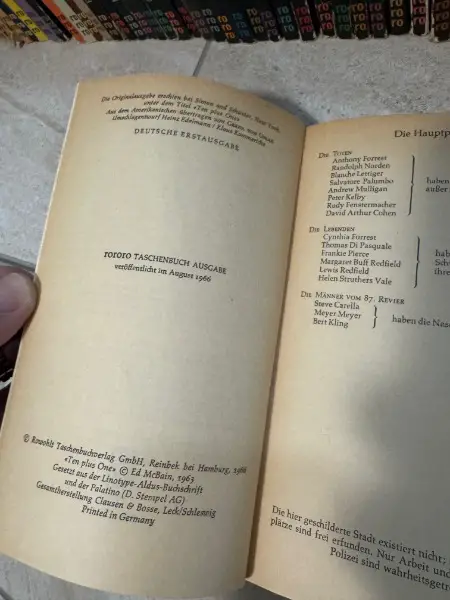 Die Originalausgabe erschien bei Simon and Schuster, New York,
unter dem Titel «Ten plus One»
Aus dem Amerikanischen übertragen von
Umschlagentwurf Heinz Edelmann / Klaus
DEUTSCHE ERSTAUSGABE
rororo TASCHENBUCH AUSGABE
veröffentlicht im August 1966
© Rowohlt Taschenbuchverlag GmbH, Reinbek bei Hamburg, 1966
«Ten plus One» © Ed McBain, 1963
Gesetzt aus der Linotype-Aldus-Buchschrift
und der Palatino (D. Stempel AG)
Gesamtherstellung Clausen & Bosse, Leck/Schleswig
Printed in Germany
Die Hauptp
Die Toten
Anthony Forrest
Randolph Norden
Blanche Lettiger
Salvatore Palumbo
Andrew Mulligan
Peter Kelby
Rudy Fenstermacher
David Arthur Cohen
haben
außer
Die Lebenden
Cynthia Forrest
Thomas Di Pasquale
Frankie Pierce
Margaret Buff Redfield
Lewis Redfield
Helen Struthers Vale
hab
Sch
ihre
Die Männer vom 87. Revier
Steve Carella
Meyer Meyer
Bert Kling
haben die Nase
Die hier geschilderte Stadt existiert nicht;
plätze sind frei erfunden. Nur Arbeit und
Polizei sind wahrheitsgetr